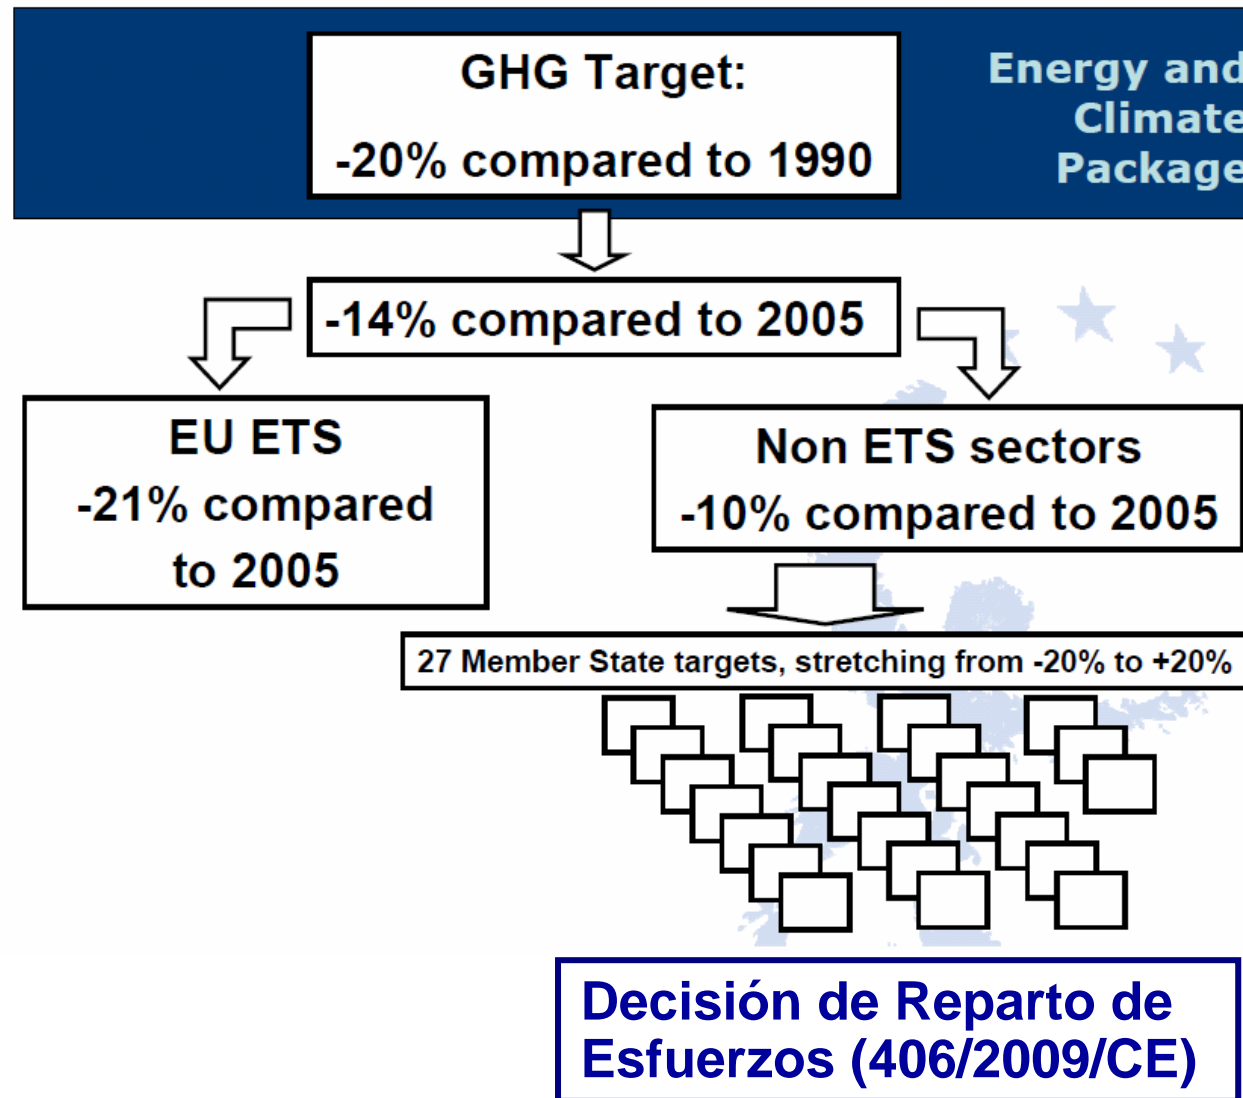 GHG Target:
-20% compared to 1990
Energy and
Climate
Package
-14% compared to 2005
EU ETS
-21% compared
to 2005
Non ETS sectors
-10% compared to 2005
27 Member State targets, stretching from -20% to +20%
Decisión de Reparto de
Esfuerzos (406/2009/CE)